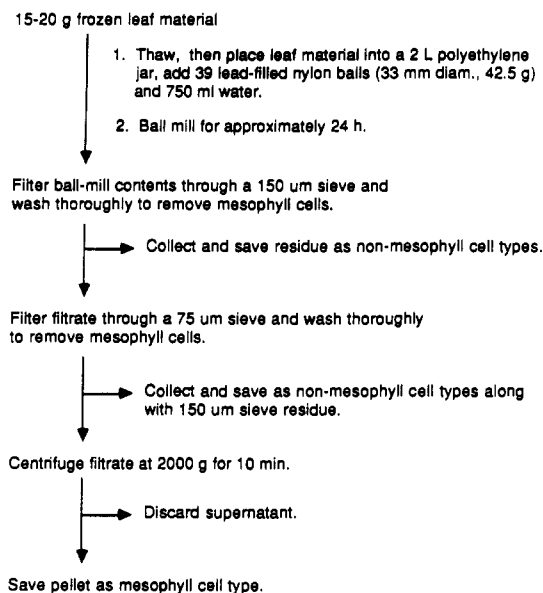 15-20 g frozen leaf material
1. Thaw, then place leaf material into a 2 L polyethylene
jar, add 39 lead-filled nylon balls (33 mm diam., 42.5 g)
and 750 ml water.
2. Ball mill for approximately 24 h.
Filter ball-mill contents through a 150 um sieve and
wash thoroughly to remove mesophyll cells.
Collect and save residue as non-mesophyll cell types.
Filter filtrate through a 75 um sieve and wash thoroughly
to remove mesophyll cells.
Collect and save as non-mesophyll cell types along
with 150 um sieve residue.
Centrifuge filtrate at 2000 g for 10 min.
Discard supernatant.
Save pellet as mesophyll cell type.